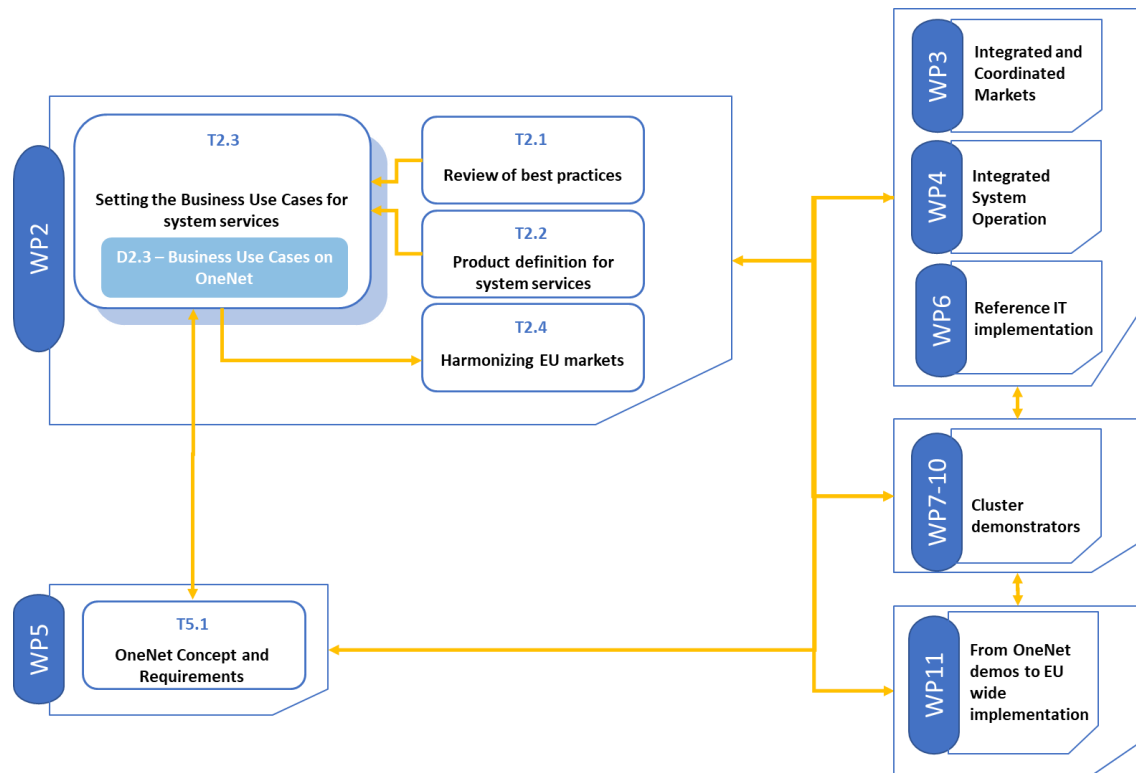 WP2
T2.3
Setting the Business Use Cases for
system services
D2.3 – Business Use Cases on
OneNet
T2.1
Review of best practices
T2.2
Product definition for
system services
T2.4
Harmonizing EU markets
WP5
T5.1
OneNet Concept and
Requirements
WP3
Integrated and
Coordinated
Markets
WP4
Integrated
System
Operation
WP6
Reference IT
implementation
WP7-10
Cluster
demonstrators
WP11
From OneNet
demos to EU
wide
implementation